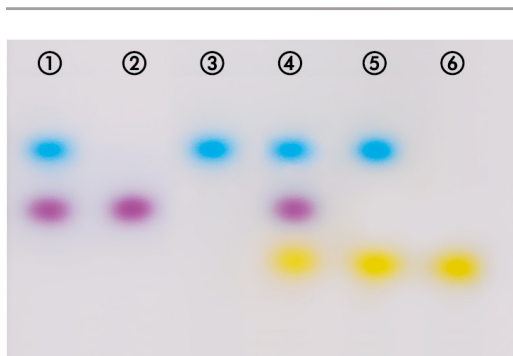 ① ② ③ ④ ⑤ ⑥